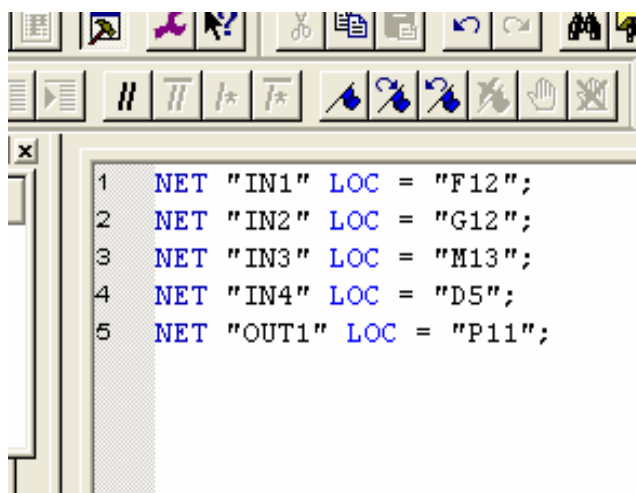 1 NET "IN1" LOC = "F12";
2 NET "IN2" LOC = "G12";
3 NET "IN3" LOC = "M13";
4 NET "IN4" LOC = "D5";
5 NET "OUT1" LOC = "P11";